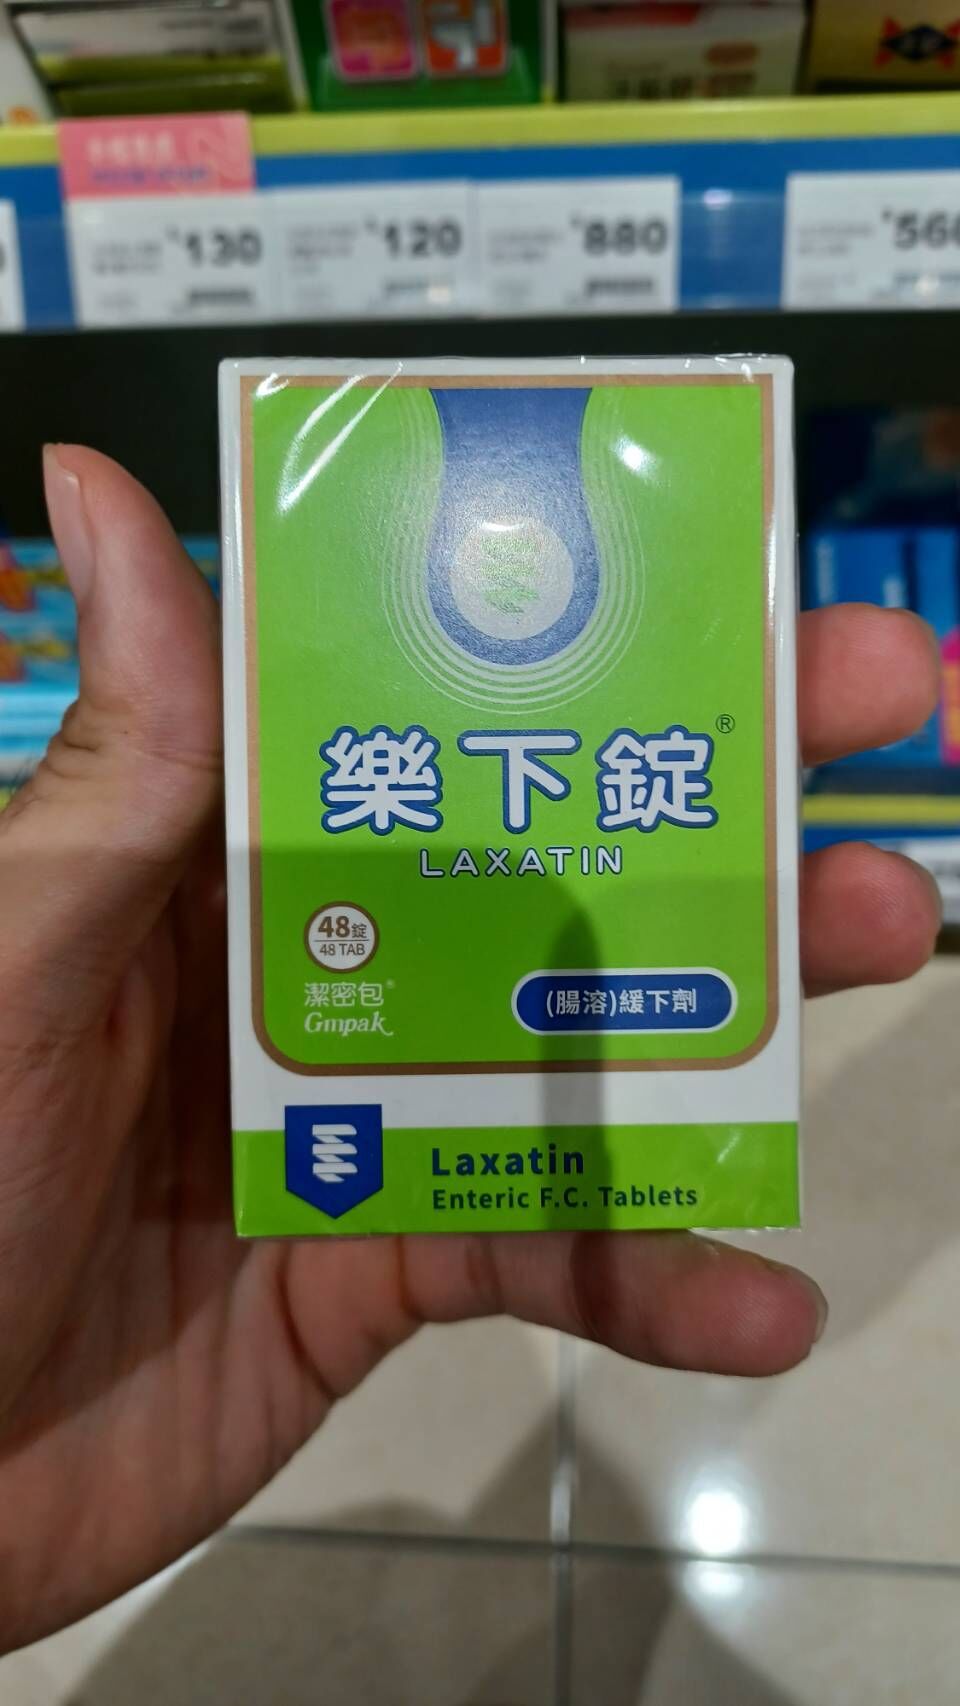 130
120
880
樂下錠®
LAXATIN
48錠
48 TAB
潔密包®
Gmpak
(腸溶)緩下劑
Laxatin
Enteric F.C. Tablets